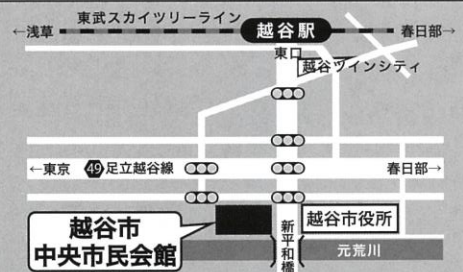 東武スカイツリーライン
←浅草
越谷駅
春日部→
東口
越谷ツインシティ
←東京 49 足立越谷線
春日部→
越谷市
中央市民会館
新平和橋
越谷市役所
元荒川